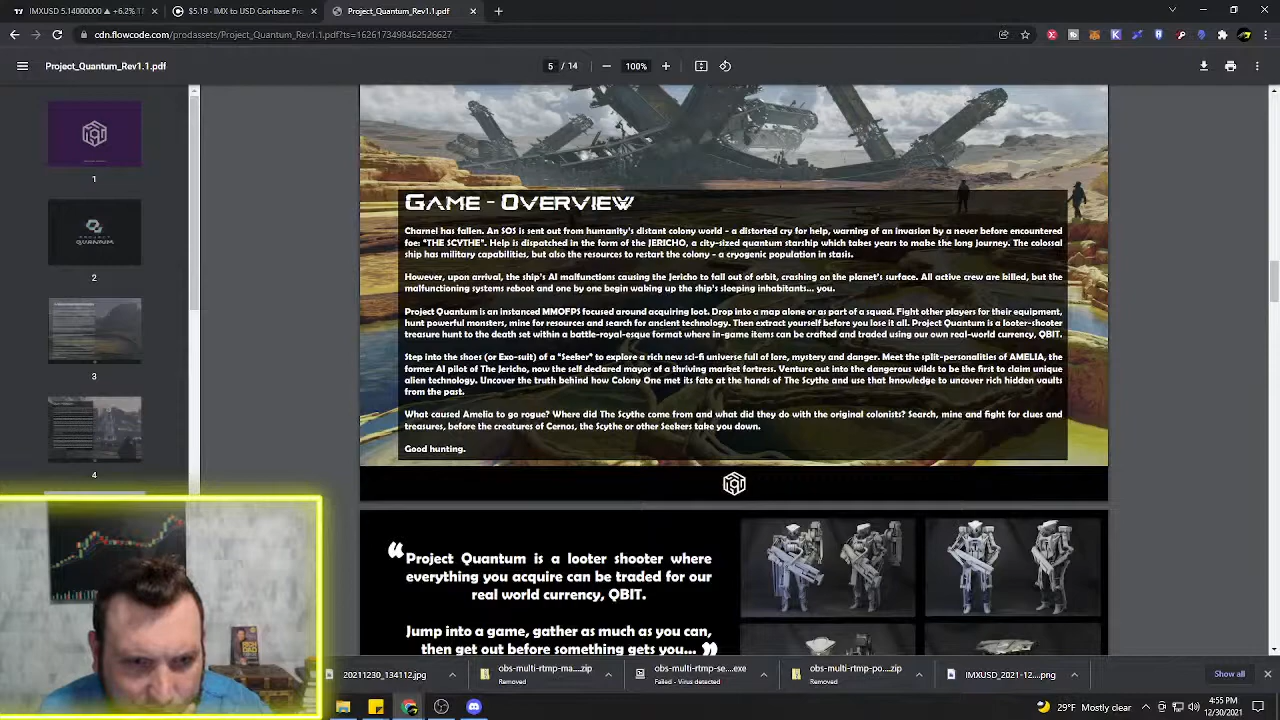 IMXUSD 5.14000000 ▲ +6.2% TT
$5.19 - IMX to USD Coinbase Pro
Project_Quantum_Rev1.1.pdf
cdn.flowcode.com/prodassets/Project_Quantum_Rev1.1.pdf?ts=1626173498462526627
Project_Quantum_Rev1.1.pdf
5 / 14
100%
1
PROJECT
QUANTUM
2
3
4
Game - Overview
Charnel has fallen. An SOS is sent out from humanity's distant colony world - a distorted cry for help, warning of an invasion by a never before encountered
foe: "THE SCYTHE". Help is dispatched in the form of the JERICHO, a city-sized quantum starship which takes years to make the long journey. The colossal
ship has military capabilities, but also the resources to restart the colony - a cryogenic population in stasis.
However, upon arrival, the ship's AI malfunctions causing the Jericho to fall out of orbit, crashing on the planet's surface. All active crew are killed, but the
malfunctioning systems reboot and one by one begin waking up the ship's sleeping inhabitants... you.
Project Quantum is an instanced MMOFPS focused around acquiring loot. Drop into a map alone or as part of a squad. Fight other players for their equipment,
hunt powerful monsters, mine for resources and search for ancient technology. Then extract yourself before you lose it all. Project Quantum is a looter-shooter
treasure hunt to the death set within a battle-royal-esque format where in-game items can be crafted and traded using our own real-world currency, QBIT.
Step into the shoes (or Exo-suit) of a "Seeker" to explore a rich new sci-fi universe full of lore, mystery and danger. Meet the split-personalities of AMELIA, the
former AI pilot of The Jericho, now the self declared mayor of a thriving market fortress. Venture out into the dangerous wilds to be the first to claim unique
alien technology. Uncover the truth behind how Colony One met its fate at the hands of The Scythe and use that knowledge to uncover rich hidden vaults
from the past.
What caused Amelia to go rogue? Where did The Scythe come from and what did they do with the original colonists? Search, mine and fight for clues and
treasures, before the creatures of Cernos, the Scythe or other Seekers take you down.
Good hunting.
“ Project Quantum is a looter shooter where
everything you acquire can be traded for our
real world currency, QBIT.
Jump into a game, gather as much as you can,
then get out before something gets you... ”
RICH
DAD
20211230_134112.jpg
obs-multi-rtmp-ma....zip
Removed
obs-multi-rtmp-se....exe
Failed - Virus detected
obs-multi-rtmp-po....zip
Removed
IMXUSD_2021-12....png
Show all
29°F Mostly clear
4:55 PM
12/30/2021